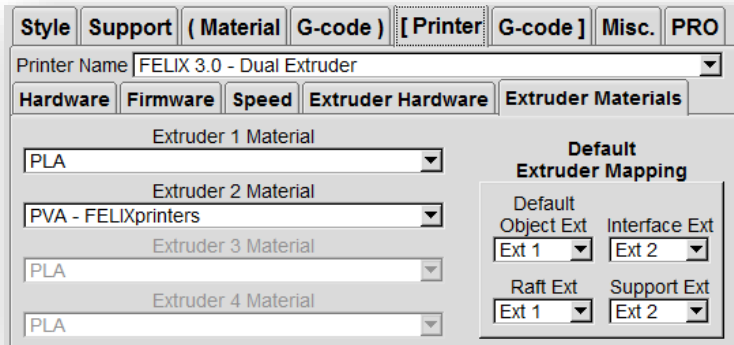 Style Support ( Material G-code ) [ Printer G-code ] Misc. PRO
Printer Name FELIX 3.0 - Dual Extruder
Hardware Firmware Speed Extruder Hardware Extruder Materials
Extruder 1 Material
PLA
Extruder 2 Material
PVA - FELIXprinters
Extruder 3 Material
PLA
Extruder 4 Material
PLA
Default
Extruder Mapping
Default
Object Ext Interface Ext
Ext 1 Ext 2
Raft Ext Support Ext
Ext 1 Ext 2